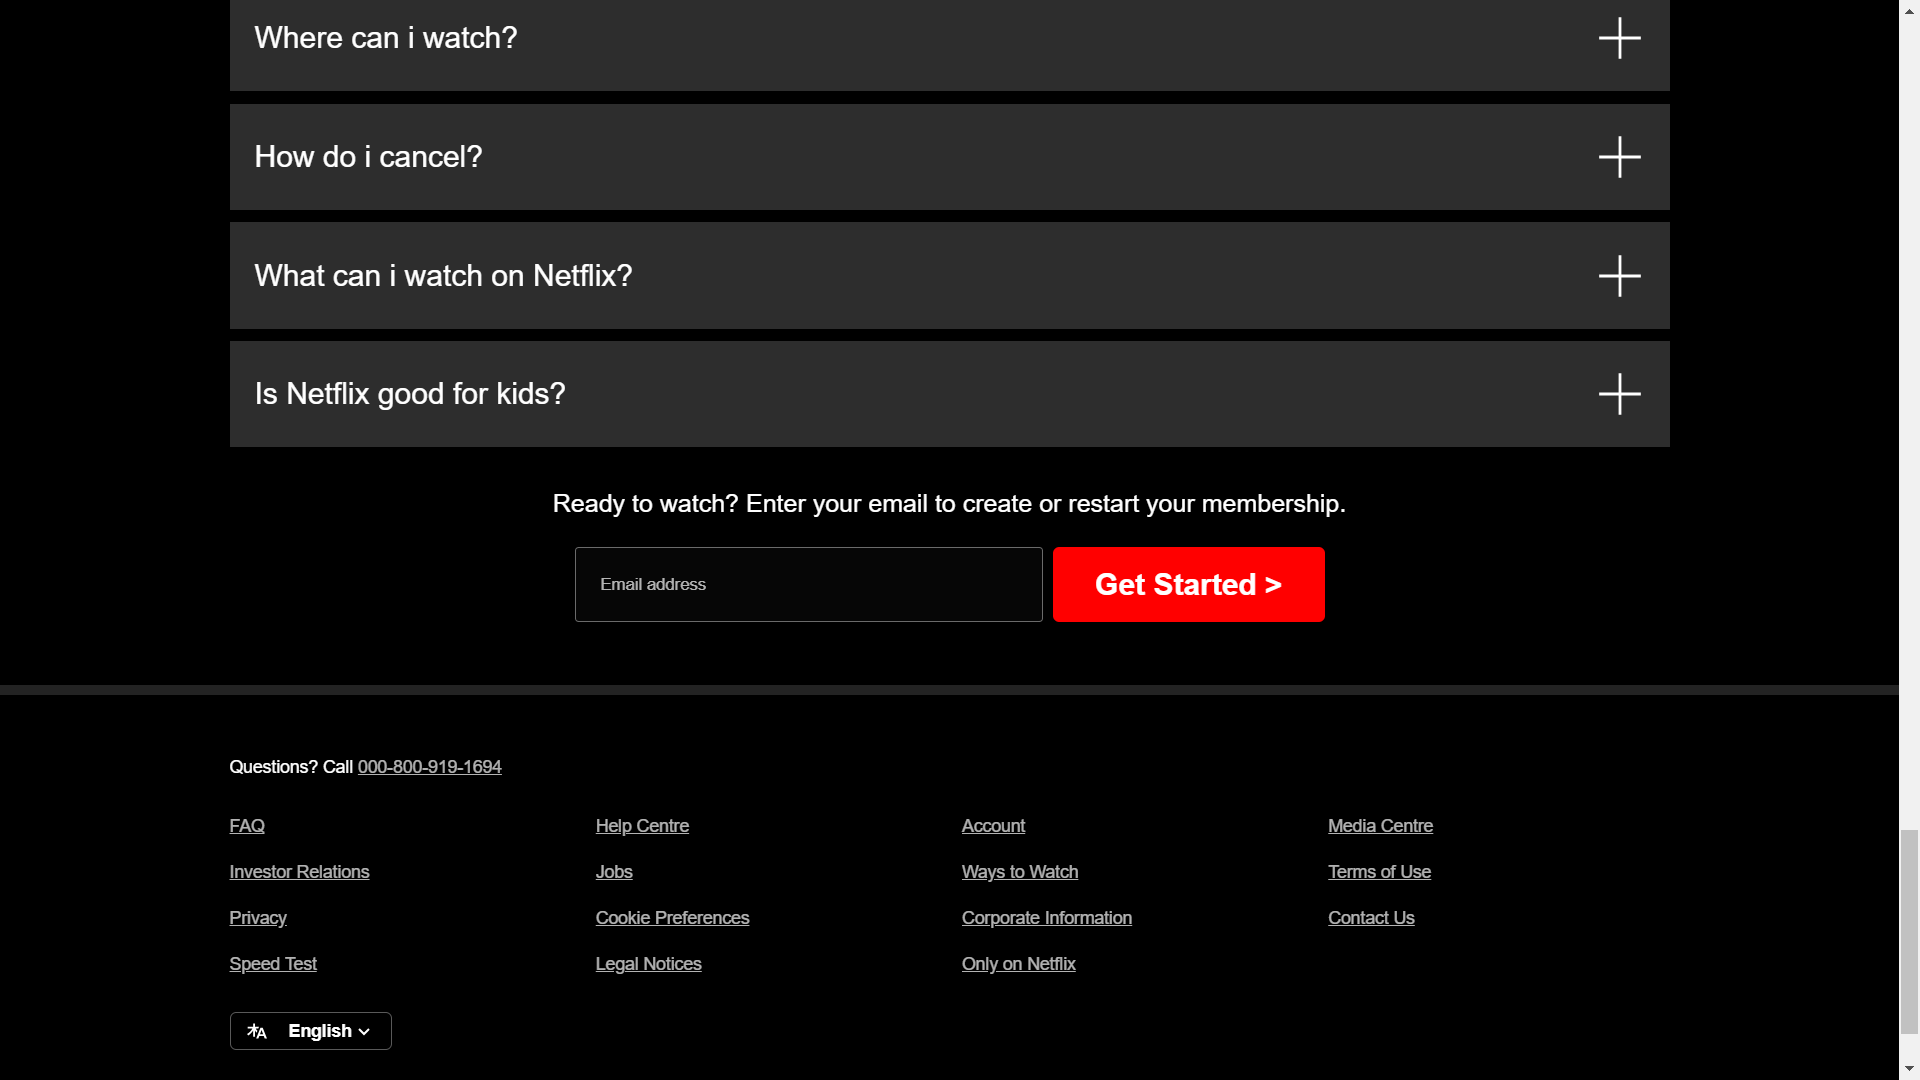 Where can i watch?
How do i cancel?
What can i watch on Netflix?
Is Netflix good for kids?
Ready to watch? Enter your email to create or restart your membership.
Email address
Get Started >
Questions? Call 000-800-919-1694
FAQ
Help Centre
Account
Media Centre
Investor Relations
Jobs
Ways to Watch
Terms of Use
Privacy
Cookie Preferences
Corporate Information
Contact Us
Speed Test
Legal Notices
Only on Netflix
English